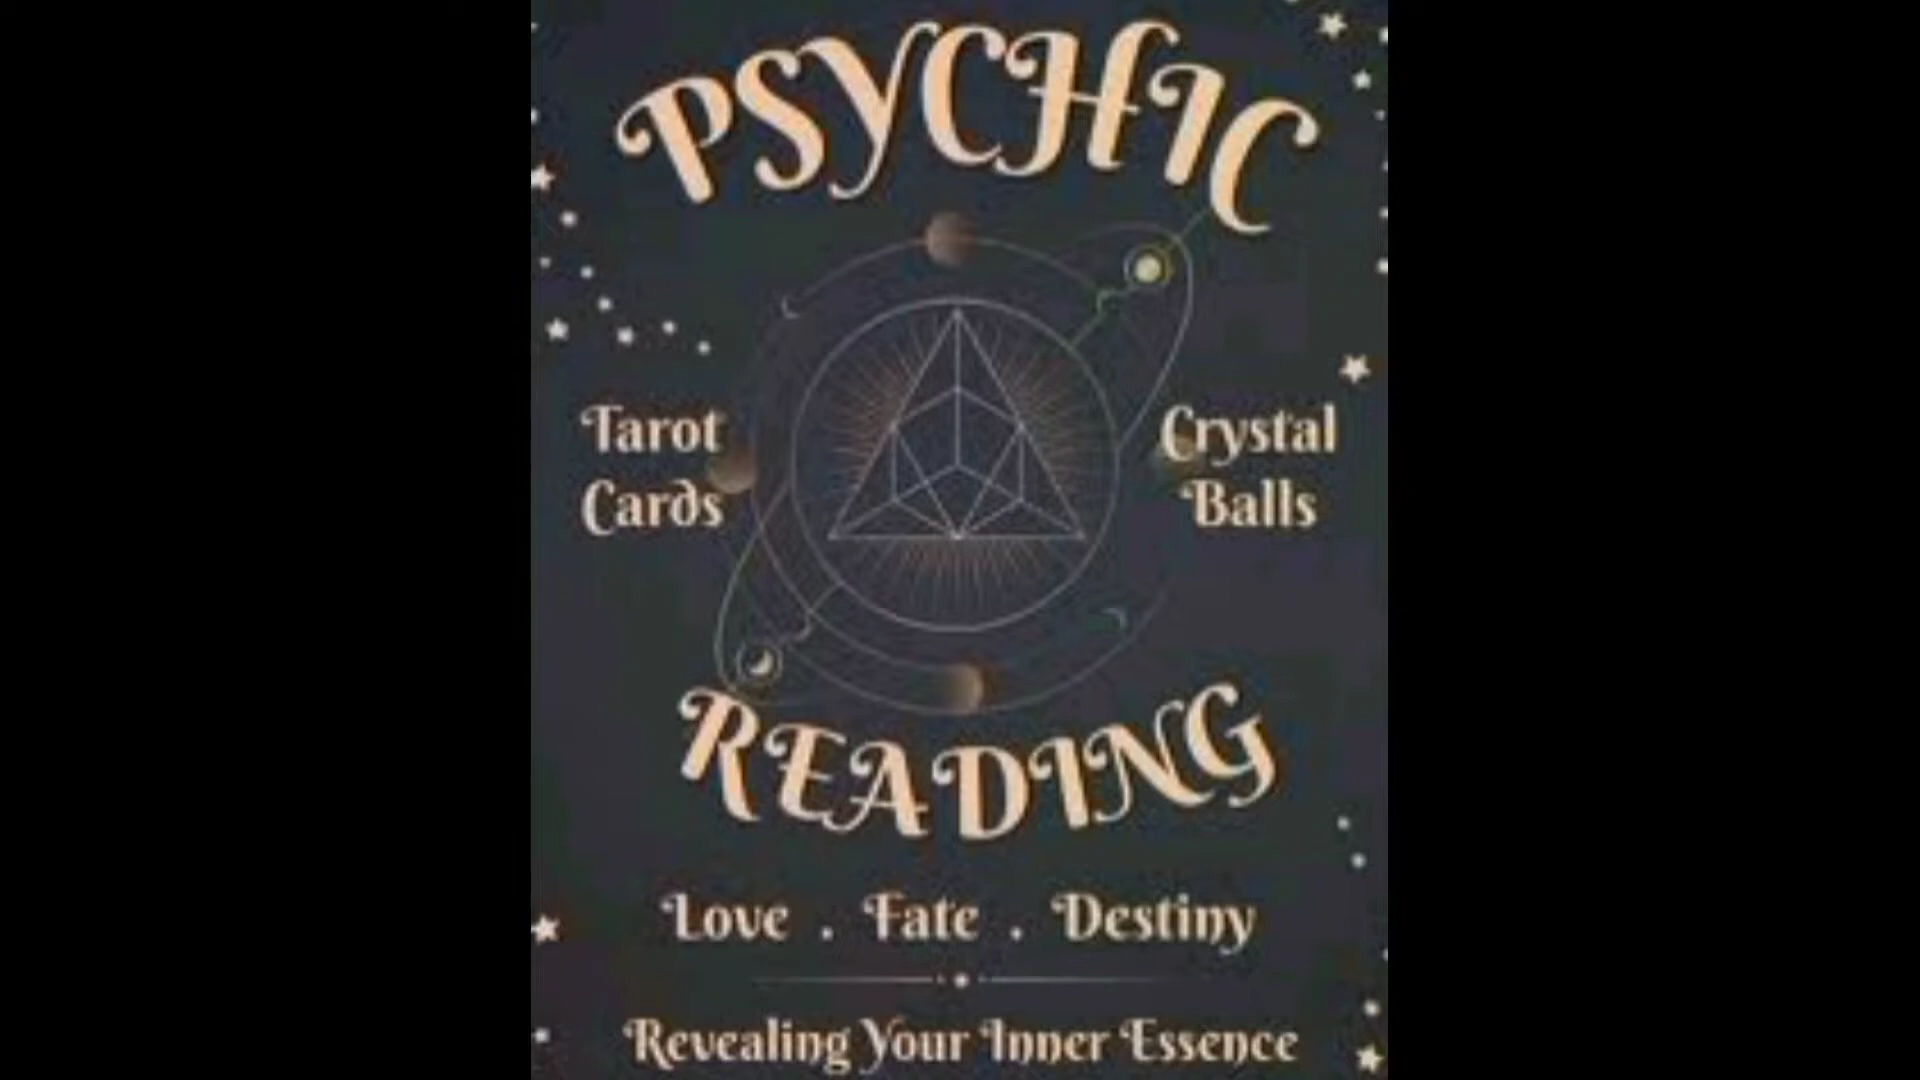 PSYCHIC
Tarot
Cards
Crystal
Balls
READING
Love . Fate . Destiny
Revealing Your Inner Essence